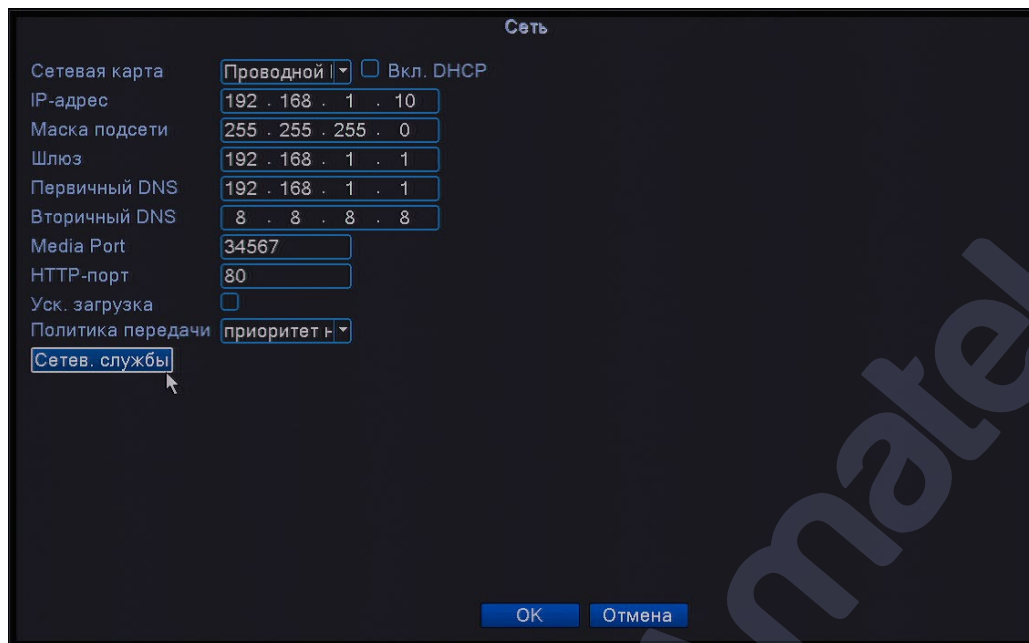 Сеть
Сетевая карта Проводной Вкл. DHCP
IP-адрес 192 . 168 . 1 . 10
Маска подсети 255 . 255 . 255 . 0
Шлюз 192 . 168 . 1 . 1
Первичный DNS 192 . 168 . 1 . 1
Вторичный DNS 8 . 8 . 8 . 8
Media Port 34567
HTTP-порт 80
Уск. загрузка
Политика передачи приоритет
Сетев. службы
OK Отмена
matel